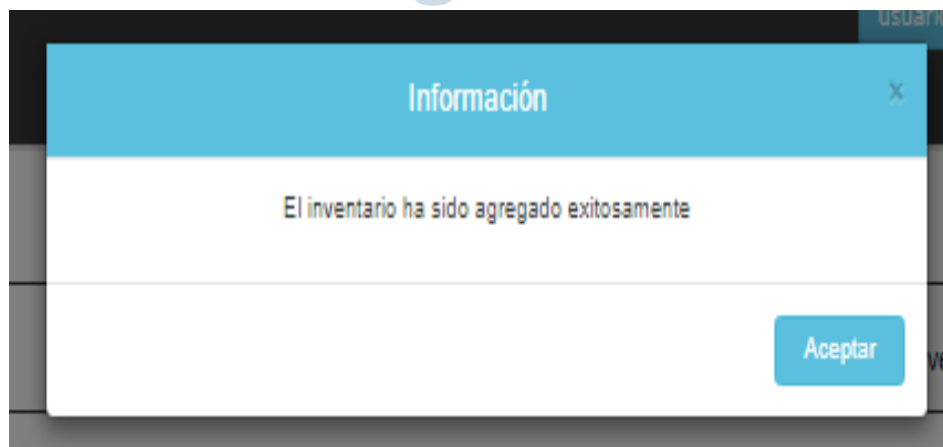 Información
x
El inventario ha sido agregado exitosamente
Aceptar